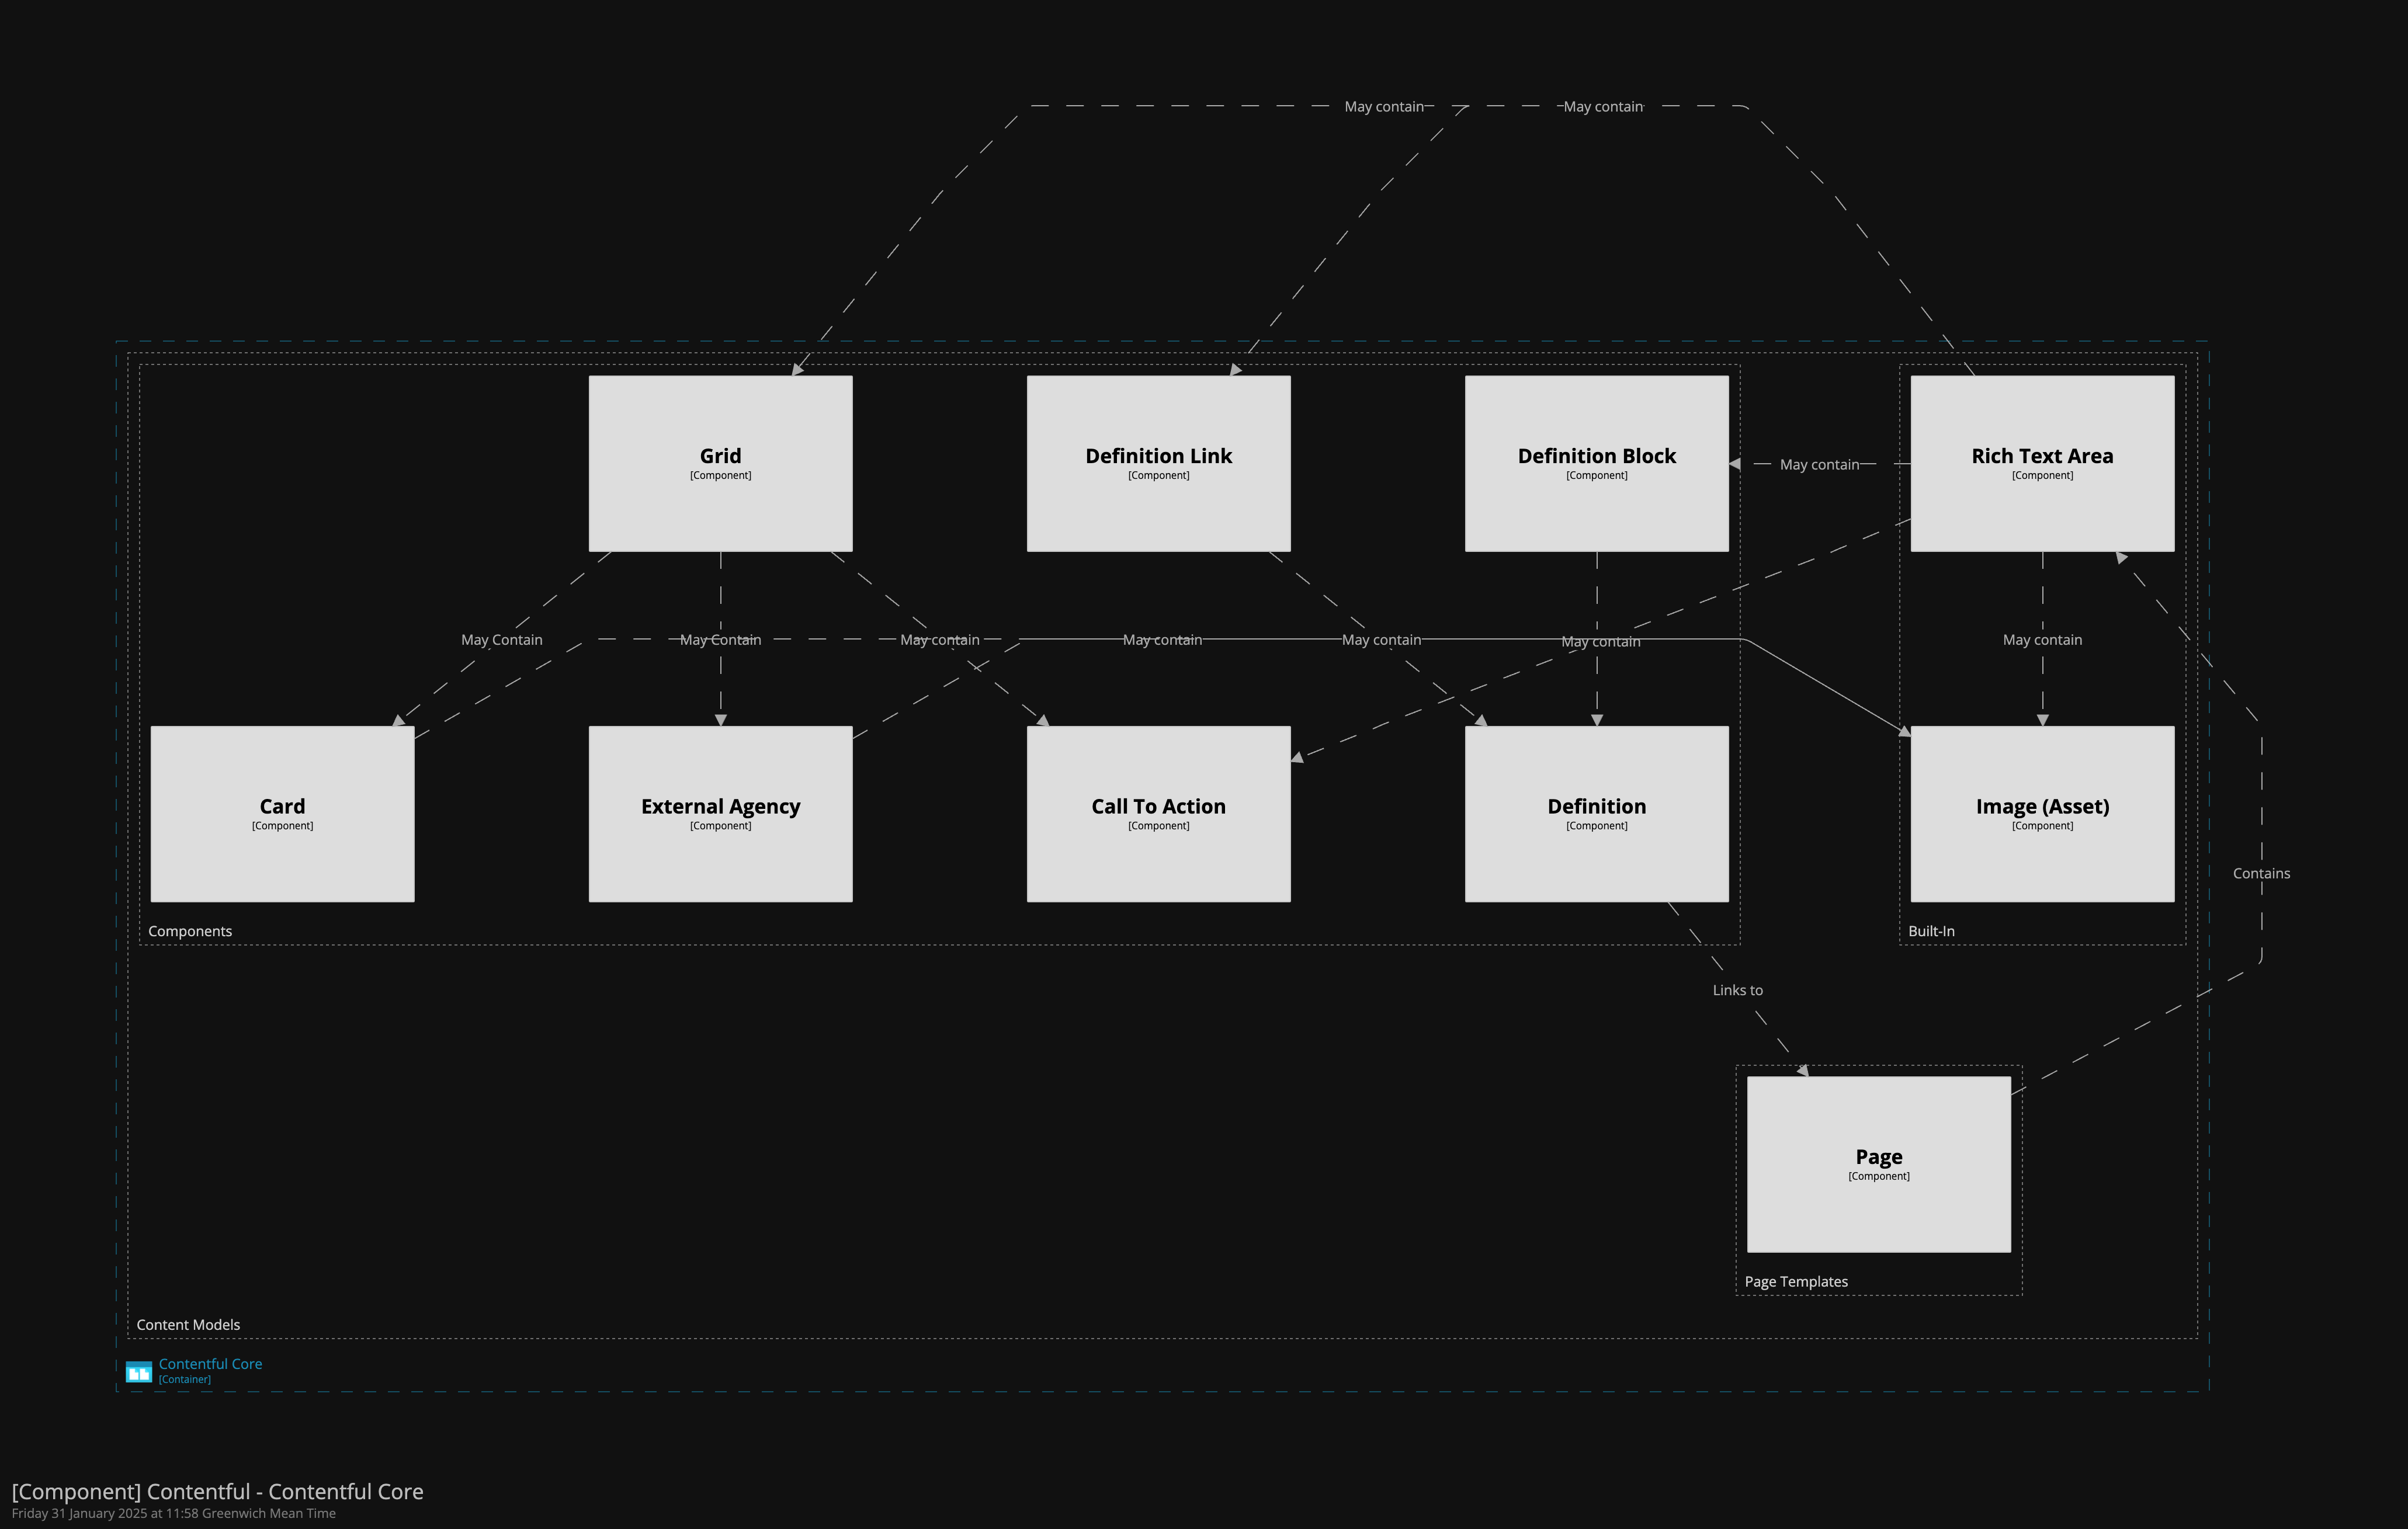 May contain
May contain
Grid
[Component]
Definition Link
[Component]
Definition Block
[Component]
May contain
Rich Text Area
[Component]
May Contain
May Contain
May contain
May contain
May contain
May contain
May contain
Card
[Component]
External Agency
[Component]
Call To Action
[Component]
Definition
[Component]
Image (Asset)
[Component]
Contains
Components
Built-In
Links to
Page
[Component]
Page Templates
Content Models
Contentful Core
[Container]
[Component] Contentful - Contentful Core
Friday 31 January 2025 at 11:58 Greenwich Mean Time